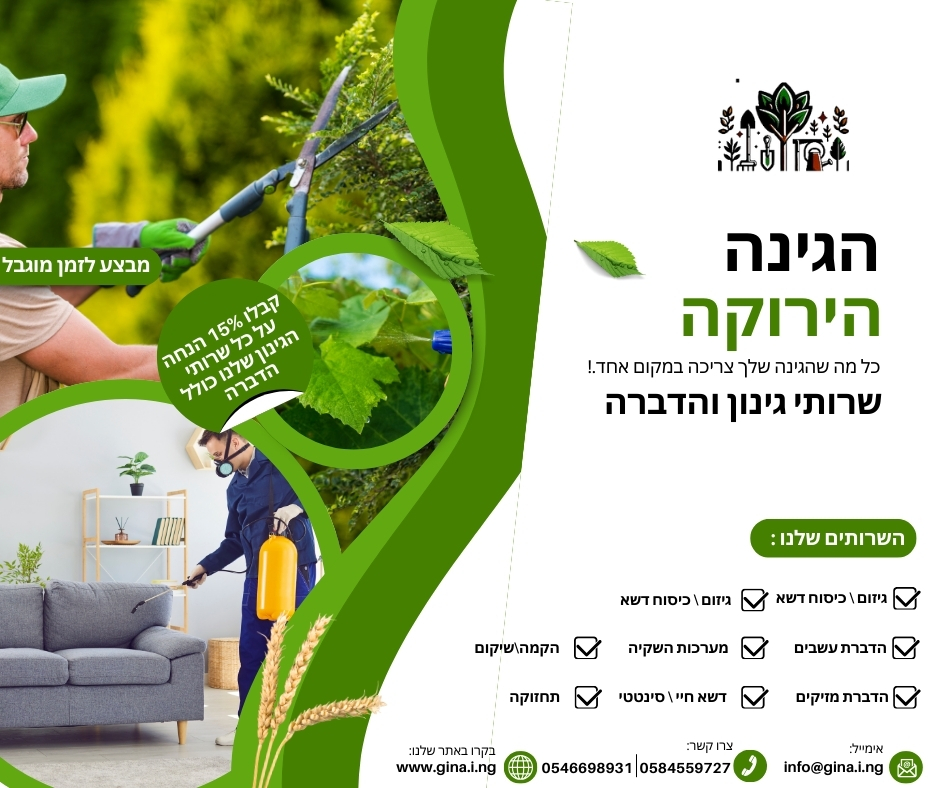 הגינה
הירוקה
כל מה שהגינה שלך צריכה במקום אחד.!
שרותי גינון והדברה
מבצע לזמן מוגבל
קבלו 15% הנחה
על כל שרותי
הגינון שלנו כולל
הדברה
השרותים שלנו :
גיזום \ כיסוח דשא
גיזום \ כיסוח דשא
הדברת עשבים
מערכות השקיה
הקמה\שיקום
הדברת מזיקים
דשא חיי \ סינטטי
תחזוקה
אימייל:
info@gina.i.ng
צרו קשר:
0546698931 | 0584559727
בקרו באתר שלנו:
www.gina.i.ng